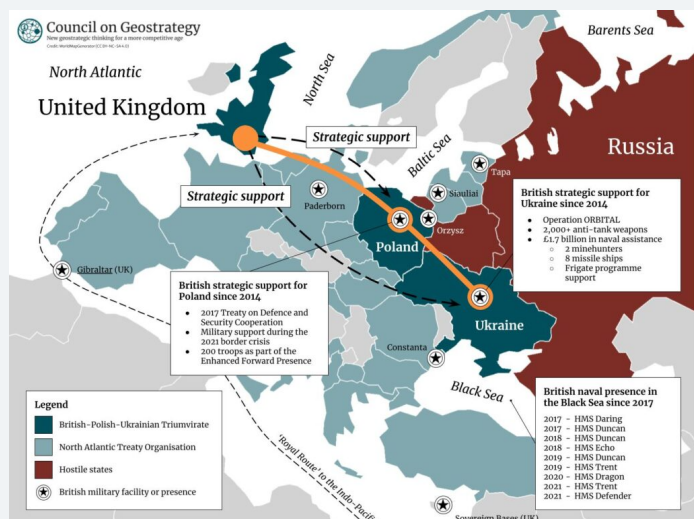 Council on Geostrategy
New geostrategic thinking for a more competitive age
Credit: WorldMapGenerator (CC BY-NC-SA 4.0)
North Atlantic
North Sea
Barents Sea
United Kingdom
Strategic support
Baltic Sea
Russia
Tapa
Strategic support
Paderborn
Siauliai
Orzysz
Poland
British strategic support for
Ukraine since 2014
• Operation ORBITAL
• 2,000+ anti-tank weapons
• £1.7 billion in naval assistance
○ 2 minehunters
○ 8 missile ships
○ Frigate programme
support
Gibraltar (UK)
British strategic support for
Poland since 2014
• 2017 Treaty on Defence and
Security Cooperation
• Military support during the
2021 border crisis
• 200 troops as part of the
Enhanced Forward Presence
Ukraine
Constanta
Black Sea
British naval presence in
the Black Sea since 2017
2017 - HMS Daring
2017 - HMS Duncan
2018 - HMS Duncan
2018 - HMS Echo
2019 - HMS Duncan
2019 - HMS Trent
2020 - HMS Dragon
2021 - HMS Trent
2021 - HMS Defender
Legend
British-Polish-Ukrainian Triumvirate
North Atlantic Treaty Organisation
Hostile states
British military facility or presence
'Royal Route' to the Indo-Pacific
Sovereign Bases (UK)